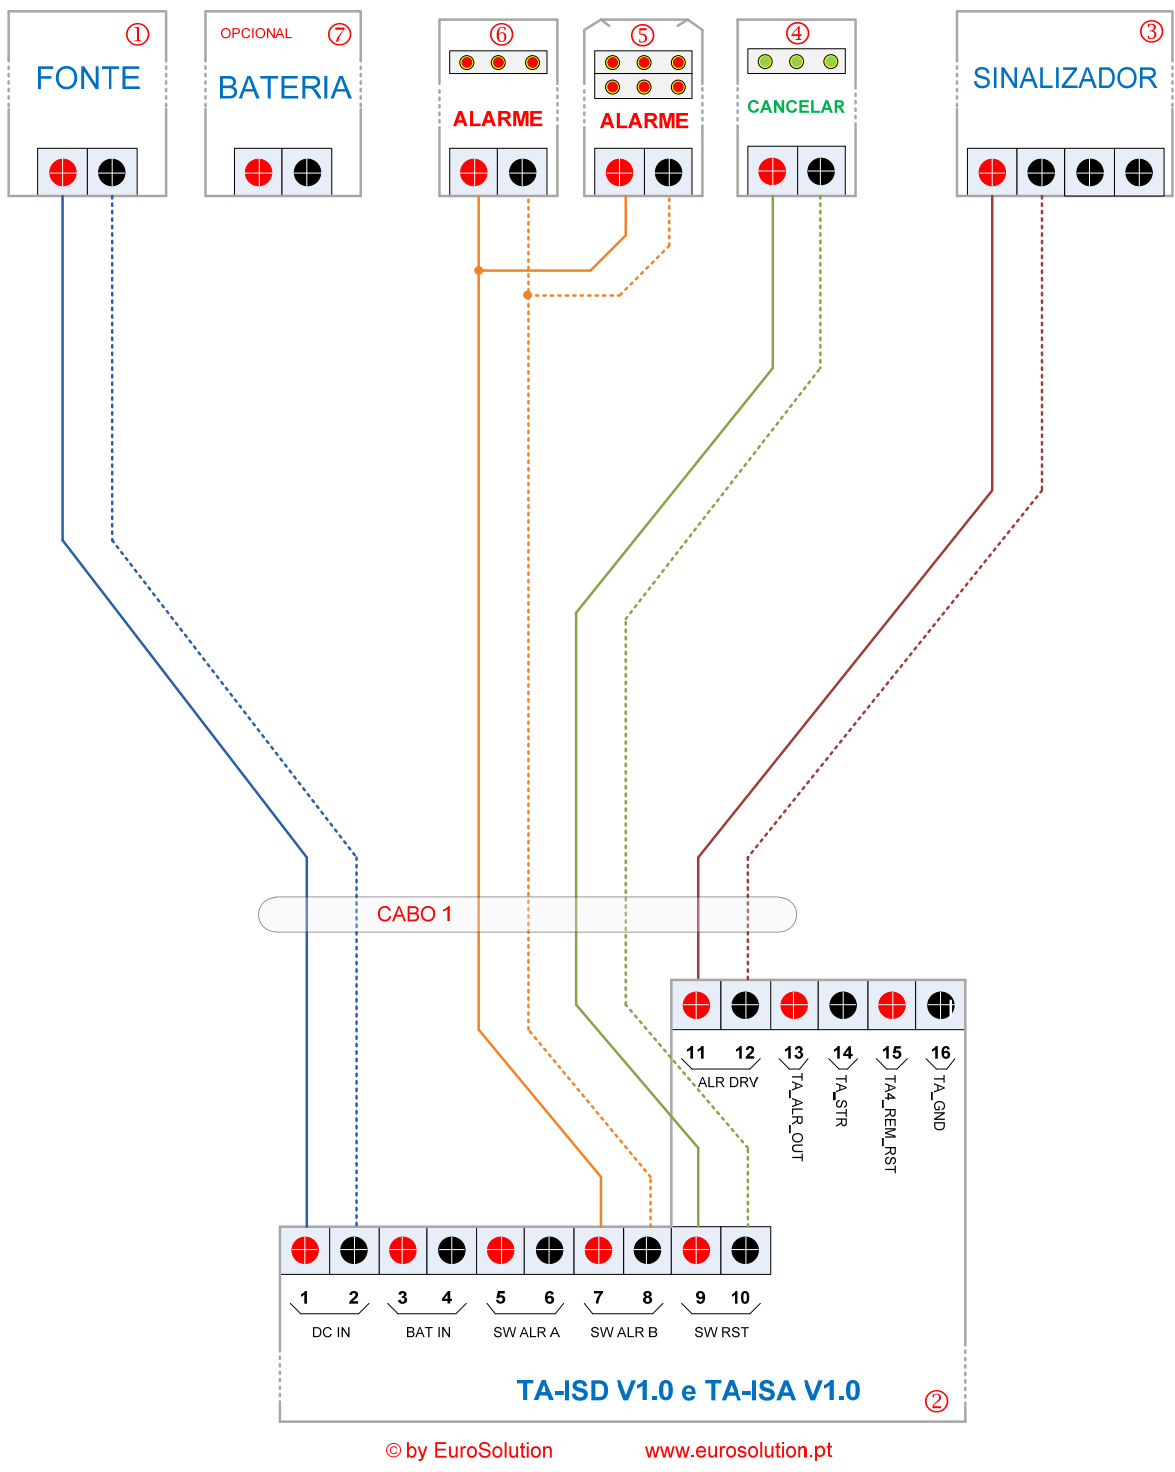 ①
FONTE
OPCIONAL ⑦
BATERIA
⑥
ALARME
⑤
ALARME
④
CANCELAR
③
SINALIZADOR
CABO 1
11 12 13 14 15 16
ALR DRV
TA_ALR_OUT
TA_STR
TA4_REM_RST
TA_GND
1 2 3 4 5 6 7 8 9 10
DC IN BAT IN SW ALR A SW ALR B SW RST
TA-ISD V1.0 e TA-ISA V1.0
②
© by EuroSolution www.eurosolution.pt